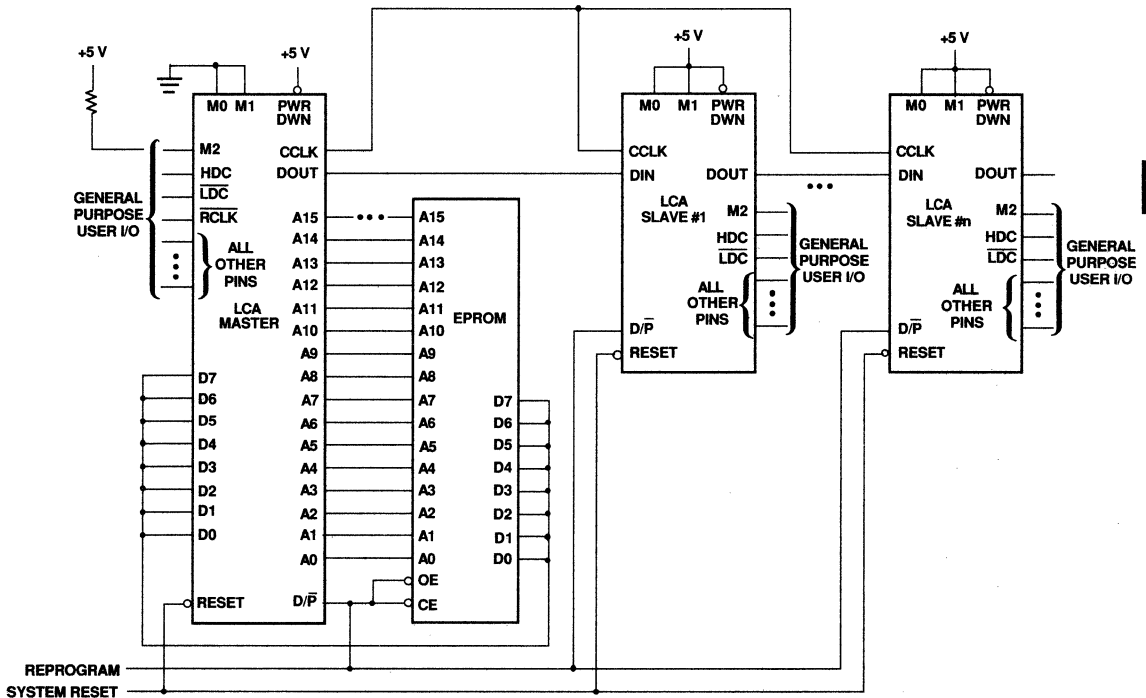 +5 V
+5 V
+5 V
+5 V
M0 M1 PWR DWN
M2
HDC
LDC
RCLK
GENERAL PURPOSE USER I/O
ALL OTHER PINS
LCA MASTER
CCLK
DOUT
A15
A14
A13
A12
A11
A10
A9
A8
A7
A6
A5
A4
A3
A2
A1
A0
D7
D6
D5
D4
D3
D2
D1
D0
RESET
D/P
A15
A14
A13
A12
A11
A10
A9
A8
A7
A6
A5
A4
A3
A2
A1
A0
EPROM
D7
D6
D5
D4
D3
D2
D1
D0
OE
CE
M0 M1 PWR DWN
CCLK
DIN
DOUT
LCA SLAVE #1
M2
HDC
LDC
GENERAL PURPOSE USER I/O
ALL OTHER PINS
D/P
RESET
M0 M1 PWR DWN
CCLK
DIN
DOUT
LCA SLAVE #n
M2
HDC
LDC
GENERAL PURPOSE USER I/O
ALL OTHER PINS
D/P
RESET
REPROGRAM
SYSTEM RESET